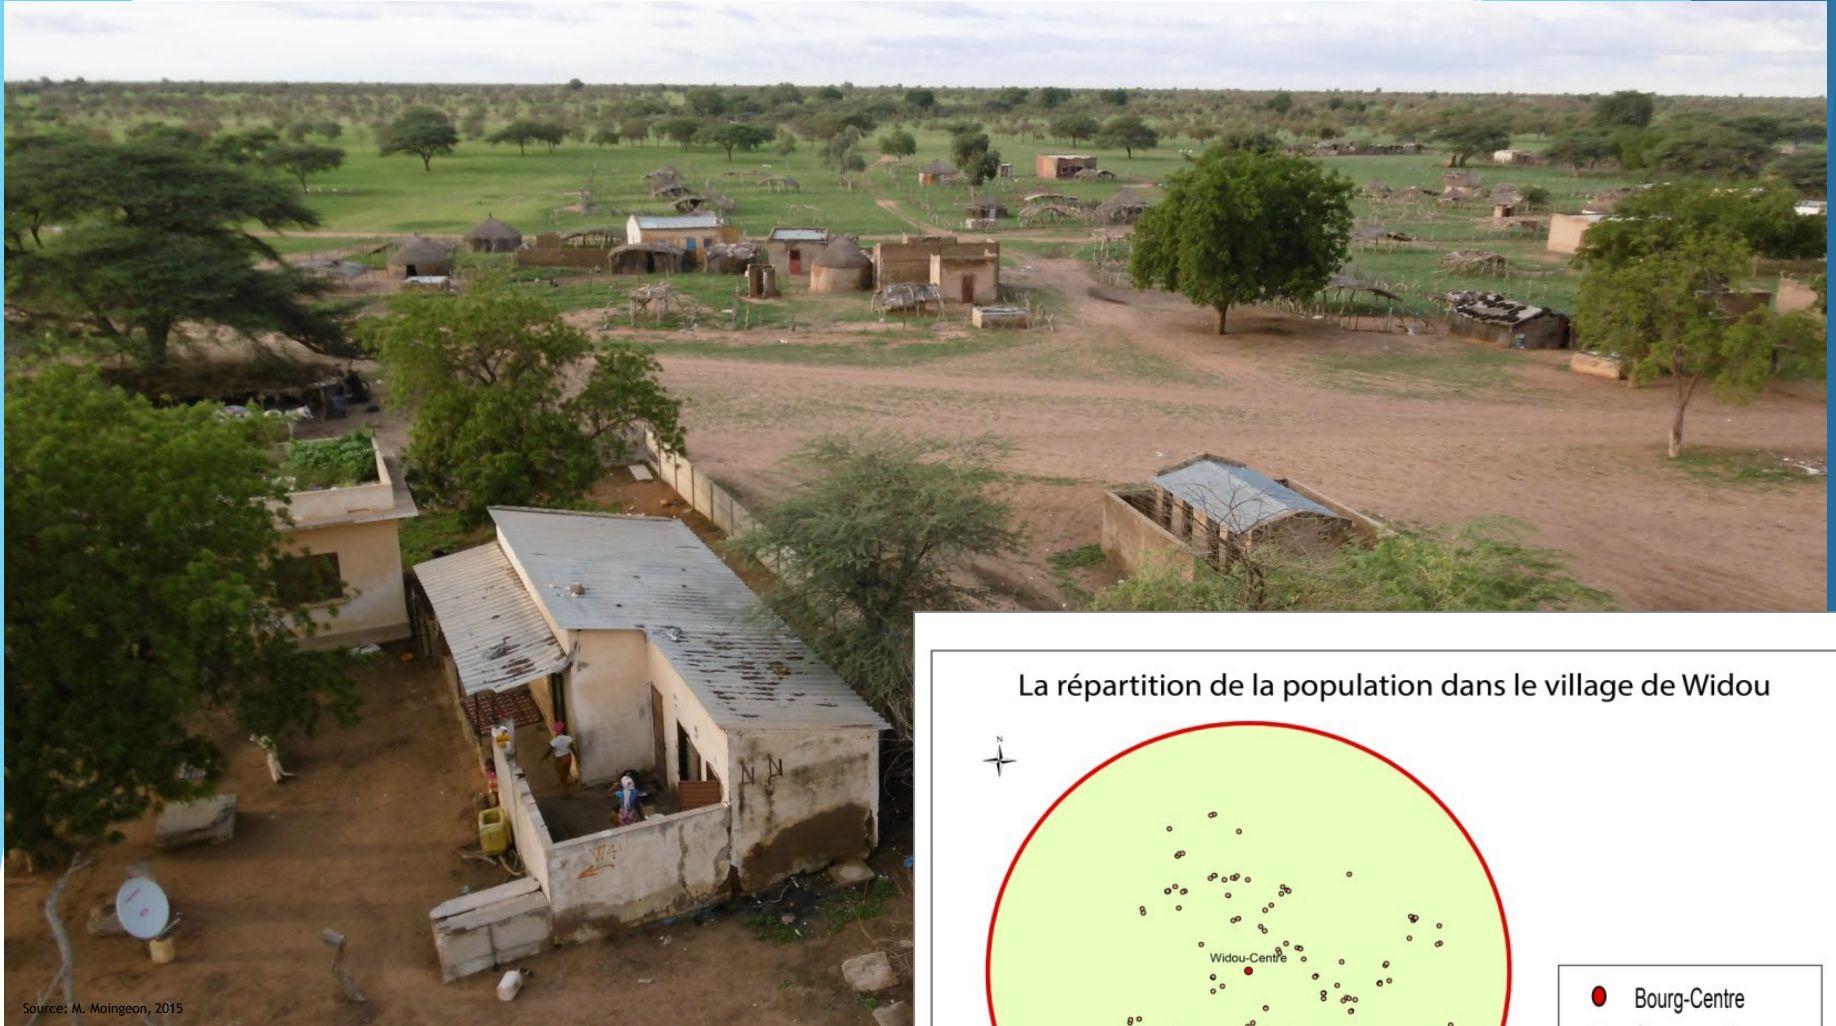 La répartition de la population dans le village de Widou
N
Widou-Centre
Bourg-Centre
Source: M. Moingeon, 2015